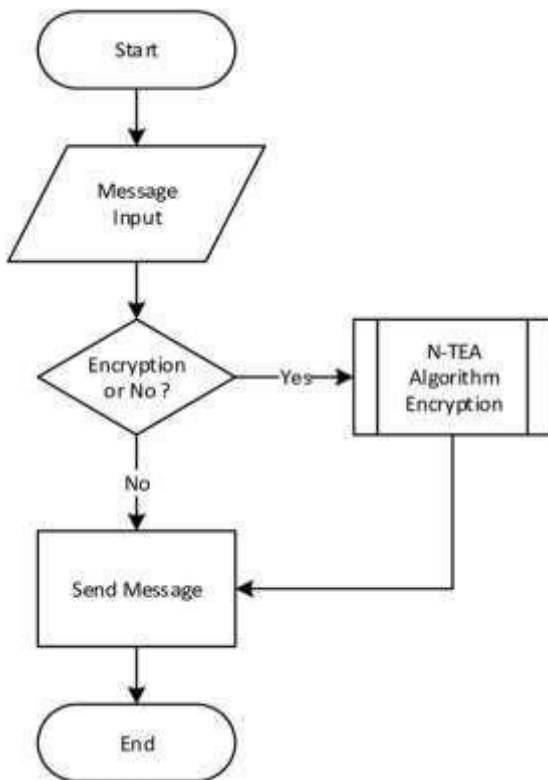 Start
Message
Input
Encryption
or No ?
Yes
N-TEA
Algorithm
Encryption
No
Send Message
End